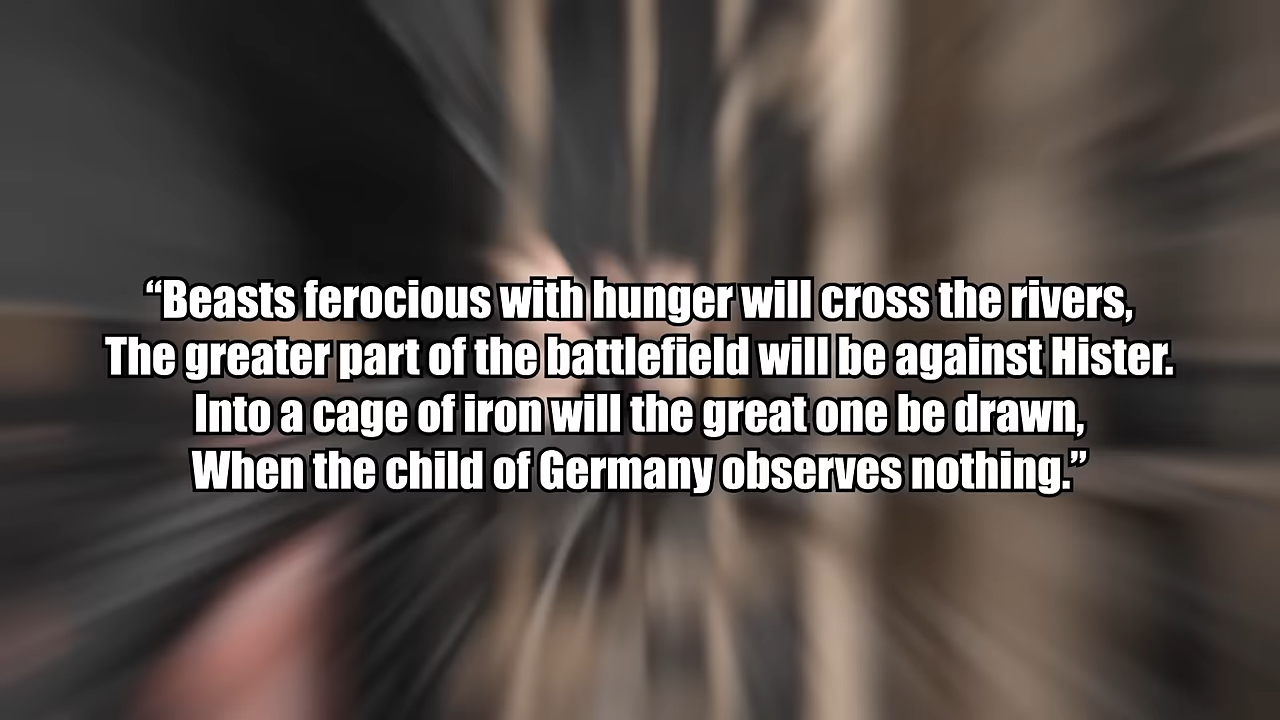 “Beasts ferocious with hunger will cross the rivers,
The greater part of the battlefield will be against Hister.
Into a cage of iron will the great one be drawn,
When the child of Germany observes nothing.”